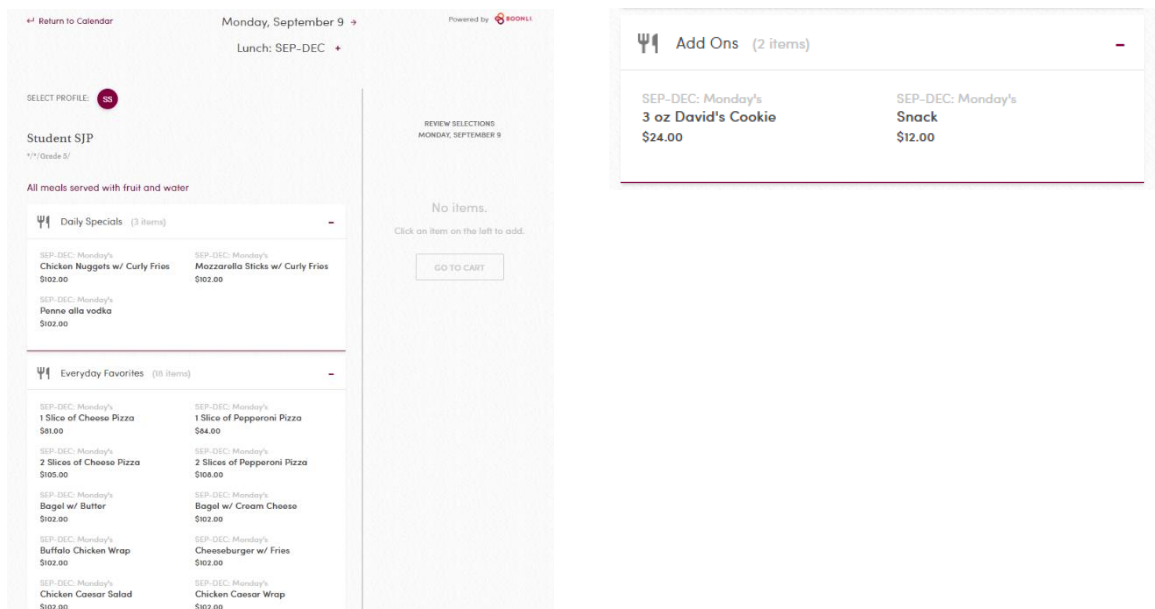 ↵ Return to Calendar
Monday, September 9 →
Powered by BOONLI
Lunch: SEP-DEC +
SELECT PROFILE: SS
Student SJP
*/*/Grade 5/
All meals served with fruit and water
Daily Specials (3 items) -
SEP-DEC: Monday's
Chicken Nuggets w/ Curly Fries
$102.00
SEP-DEC: Monday's
Mozzarella Sticks w/ Curly Fries
$102.00
SEP-DEC: Monday's
Penne alla vodka
$102.00
Everyday Favorites (18 items) -
SEP-DEC: Monday's
1 Slice of Cheese Pizza
$81.00
SEP-DEC: Monday's
1 Slice of Pepperoni Pizza
$84.00
SEP-DEC: Monday's
2 Slices of Cheese Pizza
$105.00
SEP-DEC: Monday's
2 Slices of Pepperoni Pizza
$108.00
SEP-DEC: Monday's
Bagel w/ Butter
$102.00
SEP-DEC: Monday's
Bagel w/ Cream Cheese
$102.00
SEP-DEC: Monday's
Buffalo Chicken Wrap
$102.00
SEP-DEC: Monday's
Cheeseburger w/ Fries
$102.00
SEP-DEC: Monday's
Chicken Caesar Salad
$102.00
SEP-DEC: Monday's
Chicken Caesar Wrap
$102.00
REVIEW SELECTIONS
MONDAY, SEPTEMBER 9
No items.
Click an item on the left to add.
GO TO CART
Add Ons (2 items) -
SEP-DEC: Monday's
3 oz David's Cookie
$24.00
SEP-DEC: Monday's
Snack
$12.00